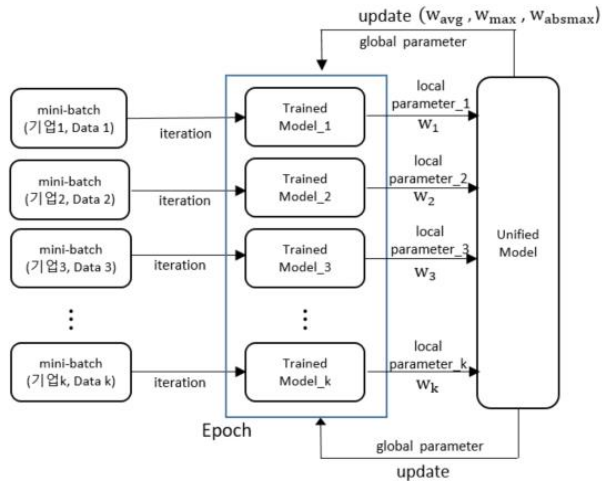 update (w_avg , w_max , w_absmax)
global parameter
mini-batch
(기업1, Data 1)
iteration
Trained
Model_1
local
parameter_1
w_1
mini-batch
(기업2, Data 2)
iteration
Trained
Model_2
local
parameter_2
w_2
mini-batch
(기업3, Data 3)
iteration
Trained
Model_3
local
parameter_3
w_3
Unified
Model
mini-batch
(기업k, Data k)
iteration
Trained
Model_k
local
parameter_k
w_k
Epoch
global parameter
update